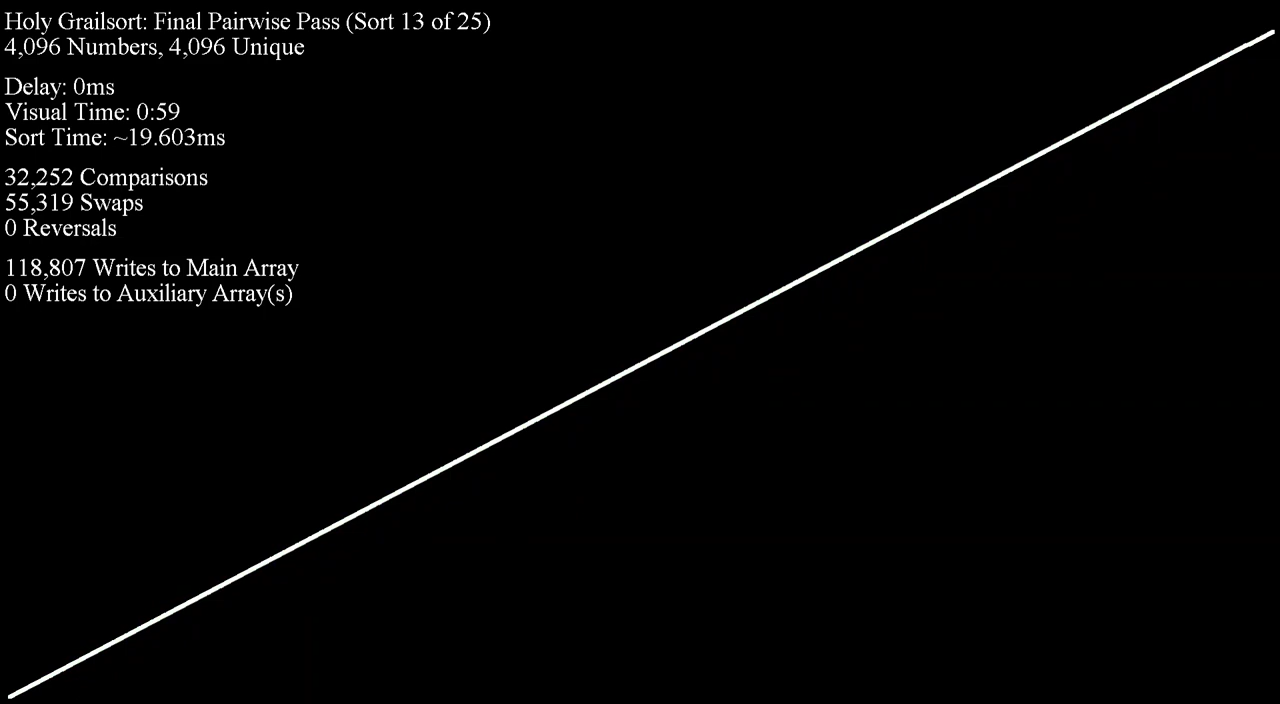 Holy Grailsort: Final Pairwise Pass (Sort 13 of 25)
4,096 Numbers, 4,096 Unique
Delay: 0ms
Visual Time: 0:59
Sort Time: ~19.603ms
32,252 Comparisons
55,319 Swaps
0 Reversals
118,807 Writes to Main Array
0 Writes to Auxiliary Array(s)